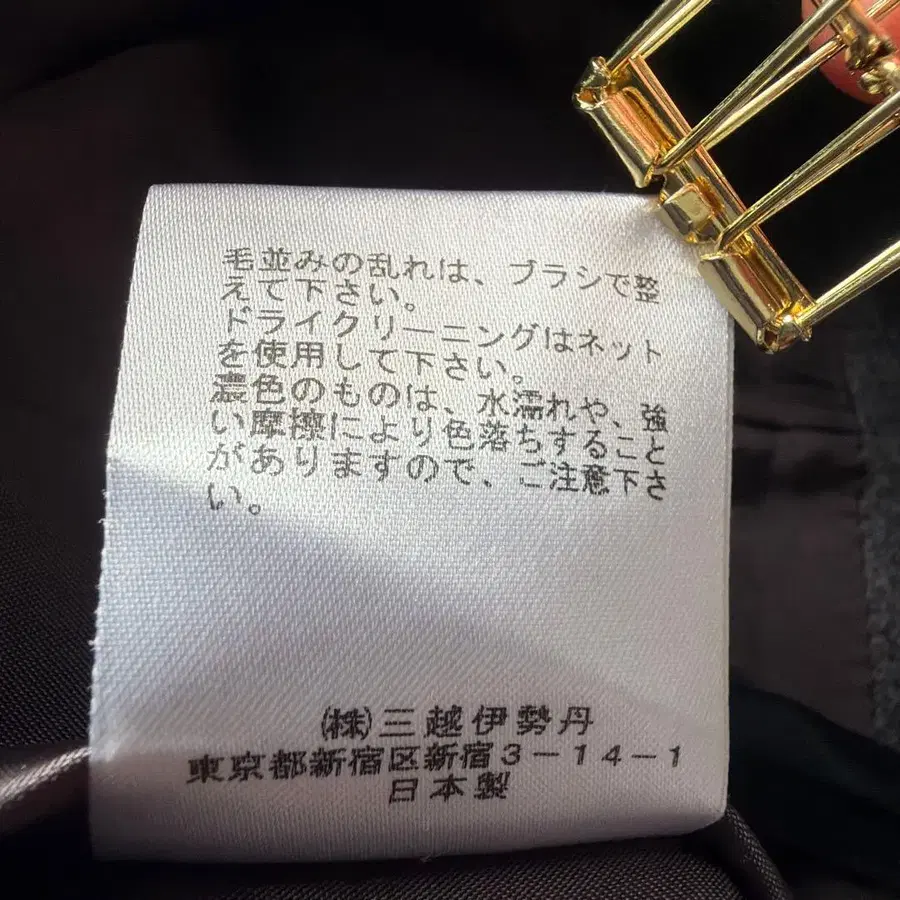 毛並みの乱れは、ブラシで整
えて下さい。
ドライクリーニングはネット
を使用して下さい。
濃色のものは、水濡れや、強
い摩擦により色落ちすること
がありますので、ご注意下さ
い。
㈱三越伊勢丹
東京都新宿区新宿3－14－1
日本製